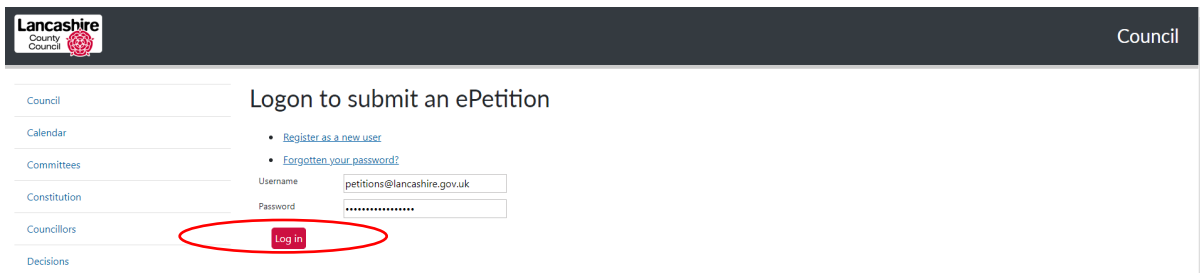 Lancashire
County
Council
Council
Council
Calendar
Committees
Constitution
Councillors
Decisions
Logon to submit an ePetition
Register as a new user
Forgotten your password?
Username petitions@lancashire.gov.uk
Password ••••••••••••••••
Log in